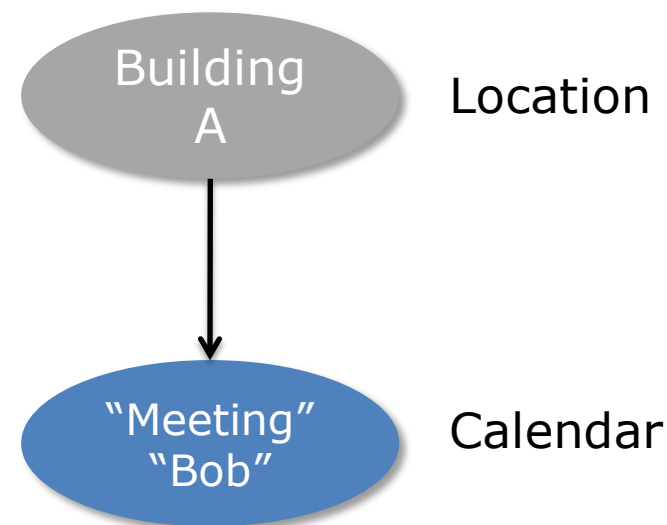 Building
A
Location
“Meeting”
“Bob”
Calendar